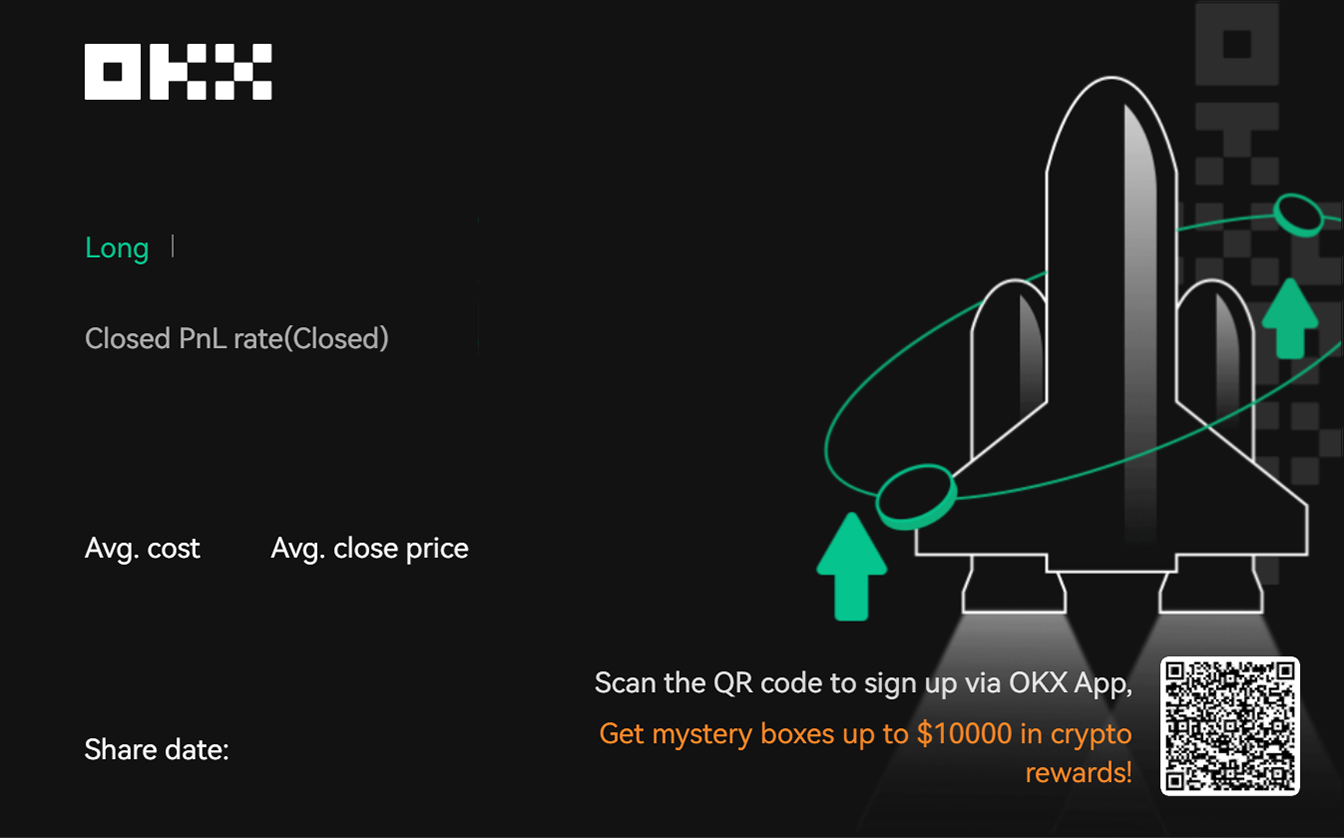 OKX
Long |
Closed PnL rate(Closed)
Avg. cost Avg. close price
Scan the QR code to sign up via OKX App,
Get mystery boxes up to $10000 in crypto
rewards!
Share date: